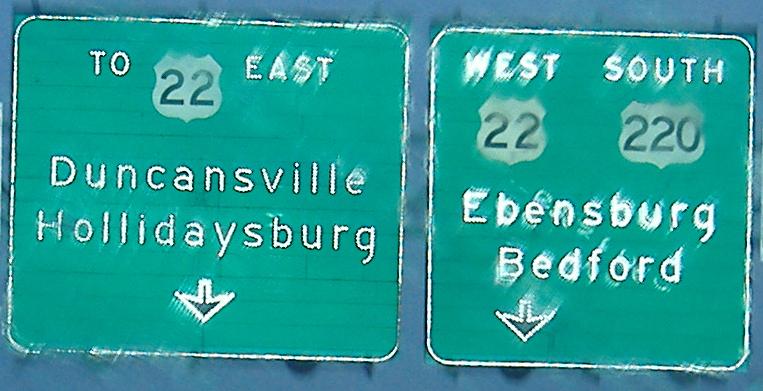 TO 22 EAST
Duncansville
Hollidaysburg
WEST SOUTH
22 220
Ebensburg
Bedford